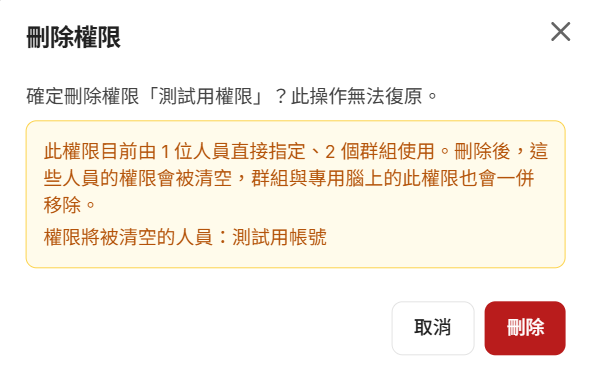 刪除權限
確定刪除權限「測試用權限」？此操作無法復原。
此權限目前由 1 位人員直接指定、2 個群組使用。刪除後，這
些人員的權限會被清空，群組與專用腦上的此權限也會一併
移除。
權限將被清空的人員：測試用帳號
取消
刪除